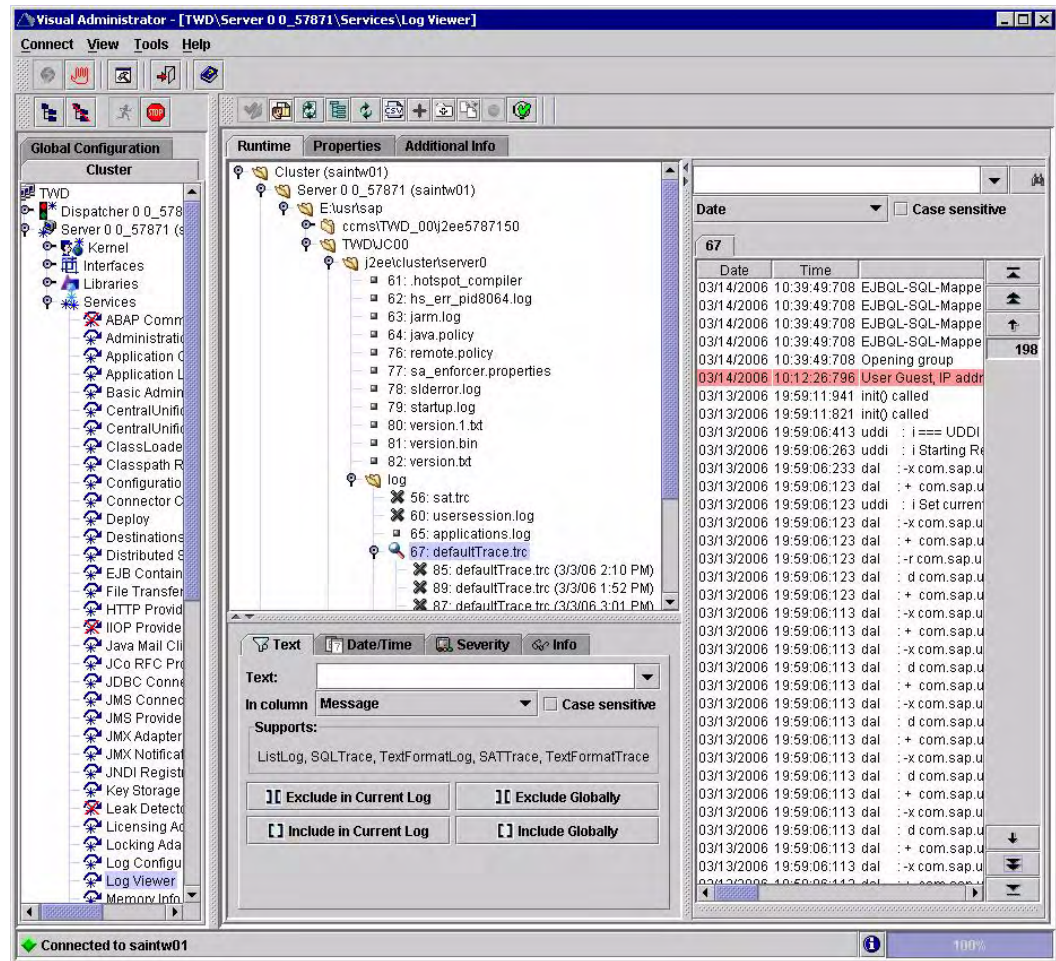 Visual Administrator - [TWD\Server 0 0_57871\Services\Log Viewer]
Connect View Tools Help
Global Configuration
Cluster
TWD
Dispatcher 0 0_578
Server 0 0_57871 (s
Kernel
Interfaces
Libraries
Services
ABAP Comm
Administratio
Application C
Application L
Basic Admin
CentralUnific
CentralUnific
ClassLoade
Classpath R
Configuratio
Connector C
Deploy
Destinations
Distributed S
EJB Contain
File Transfer
HTTP Provid
IIOP Provide
Java Mail Cli
JCo RFC Pro
JDBC Conne
JMS Connec
JMS Provide
JMX Adapter
JMX Notificat
JNDI Registr
Key Storage
Leak Detecto
Licensing Ad
Locking Ada
Log Configu
Log Viewer
Memory Info
Runtime Properties Additional Info
Cluster (saintw01)
Server 0 0_57871 (saintw01)
E:\usr\sap
ccms\TWD_00\j2ee5787150
TWD\JC00
j2ee\cluster\server0
61: .hotspot_compiler
62: hs_err_pid8064.log
63: jarm.log
64: java.policy
76: remote.policy
77: sa_enforcer.properties
78: slderror.log
79: startup.log
80: version.1.txt
81: version.bin
82: version.txt
log
56: sat.trc
60: usersession.log
65: applications.log
67: defaultTrace.trc
85: defaultTrace.trc (3/3/06 2:10 PM)
89: defaultTrace.trc (3/3/06 1:52 PM)
87: defaultTrace.trc (3/3/06 3:01 PM)
Text Date/Time Severity Info
Text:
In column Message Case sensitive
Supports:
ListLog, SQLTrace, TextFormatLog, SATTrace, TextFormatTrace
][ Exclude in Current Log ][ Exclude Globally
[ ] Include in Current Log [ ] Include Globally
Date Case sensitive
67
Date Time
198
03/14/2006 10:39:49:708 EJBQL-SQL-Mappe
03/14/2006 10:39:49:708 EJBQL-SQL-Mappe
03/14/2006 10:39:49:708 EJBQL-SQL-Mappe
03/14/2006 10:39:49:708 EJBQL-SQL-Mappe
03/14/2006 10:39:49:708 Opening group
03/14/2006 10:12:26:796 User Guest, IP addr
03/13/2006 19:59:11:941 init() called
03/13/2006 19:59:11:821 init() called
03/13/2006 19:59:06:413 uddi : i === UDDI
03/13/2006 19:59:06:263 uddi : i Starting Re
03/13/2006 19:59:06:233 dal : -x com.sap.u
03/13/2006 19:59:06:123 dal : + com.sap.u
03/13/2006 19:59:06:123 uddi : i Set current
03/13/2006 19:59:06:123 dal : -x com.sap.u
03/13/2006 19:59:06:123 dal : + com.sap.u
03/13/2006 19:59:06:123 dal : -r com.sap.u
03/13/2006 19:59:06:123 dal : d com.sap.u
03/13/2006 19:59:06:123 dal : + com.sap.u
03/13/2006 19:59:06:113 dal : -x com.sap.u
03/13/2006 19:59:06:113 dal : + com.sap.u
03/13/2006 19:59:06:113 dal : -x com.sap.u
03/13/2006 19:59:06:113 dal : d com.sap.u
03/13/2006 19:59:06:113 dal : + com.sap.u
03/13/2006 19:59:06:113 dal : -x com.sap.u
03/13/2006 19:59:06:113 dal : d com.sap.u
03/13/2006 19:59:06:113 dal : + com.sap.u
03/13/2006 19:59:06:113 dal : -x com.sap.u
03/13/2006 19:59:06:113 dal : d com.sap.u
03/13/2006 19:59:06:113 dal : + com.sap.u
03/13/2006 19:59:06:113 dal : -x com.sap.u
03/13/2006 19:59:06:113 dal : d com.sap.u
03/13/2006 19:59:06:113 dal : + com.sap.u
03/13/2006 19:59:06:113 dal : -x com.sap.u
Connected to saintw01
100%